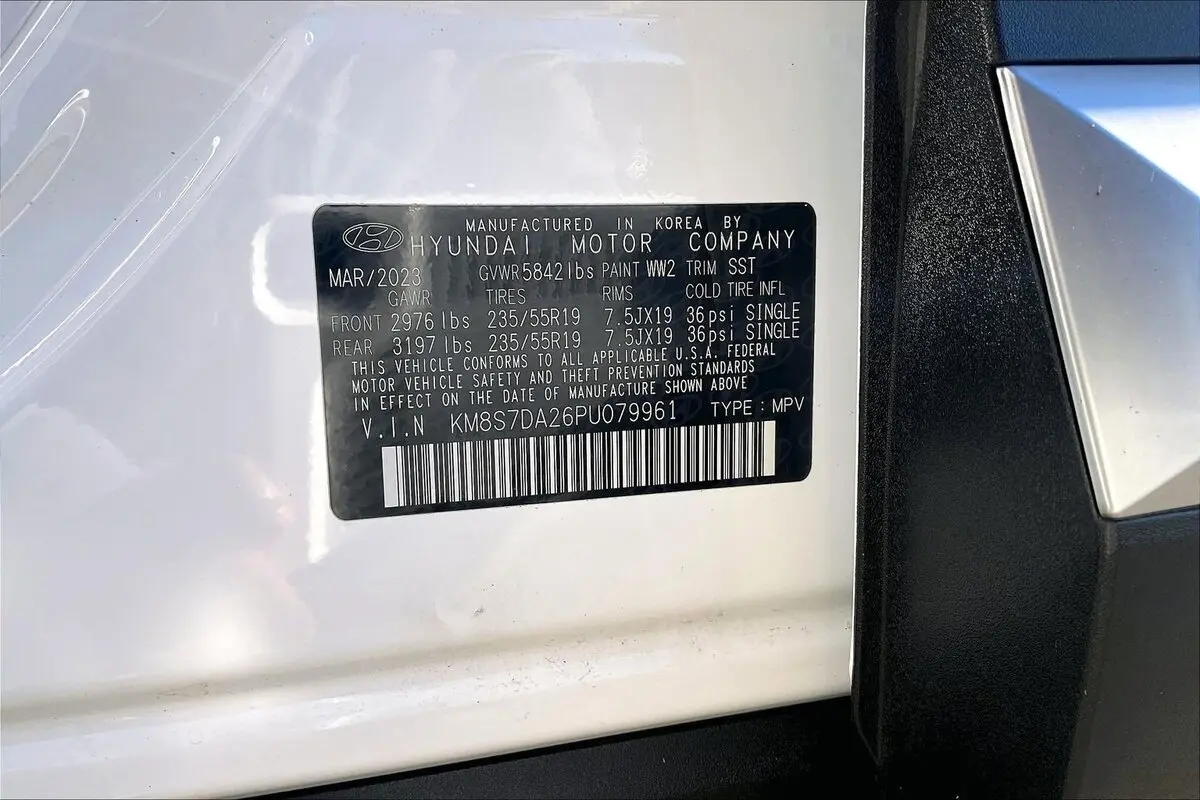 MANUFACTURED IN KOREA BY
HYUNDAI MOTOR COMPANY
MAR/2023 GVWR 5842 lbs PAINT WW2 TRIM SST
GAWR TIRES RIMS COLD TIRE INFL
FRONT 2976 lbs 235/55R19 7.5JX19 36psi SINGLE
REAR 3197 lbs 235/55R19 7.5JX19 36psi SINGLE
THIS VEHICLE CONFORMS TO ALL APPLICABLE U.S.A. FEDERAL
MOTOR VEHICLE SAFETY AND THEFT PREVENTION STANDARDS
IN EFFECT ON THE DATE OF MANUFACTURE SHOWN ABOVE
V.I.N KM8S7DA26PU079961 TYPE : MPV